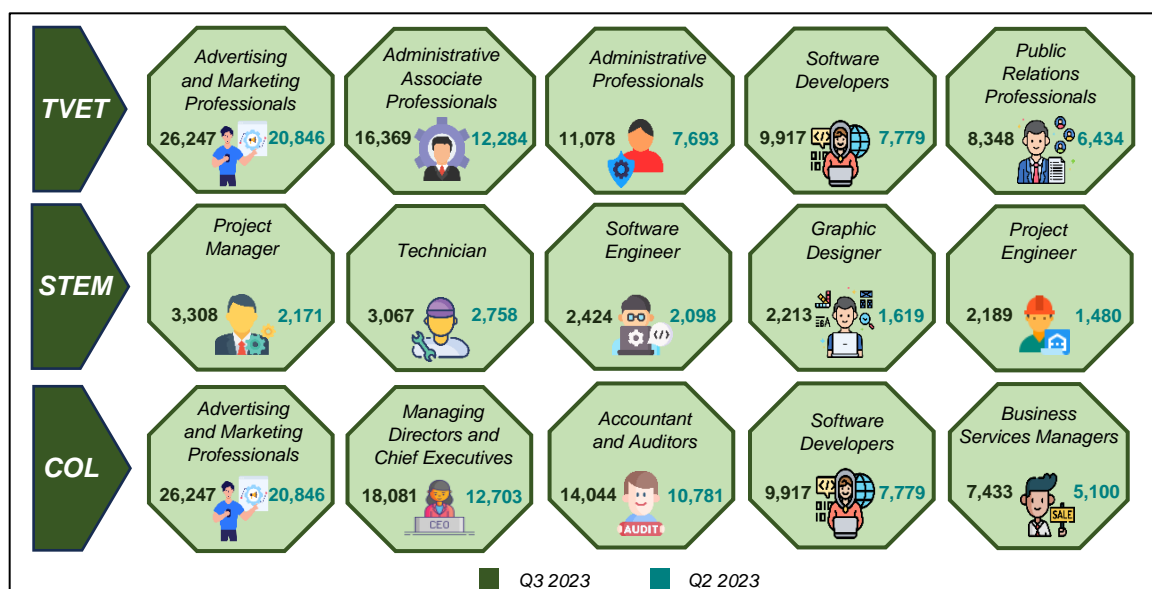 TVET
Advertising
and Marketing
Professionals
26,247 20,846
Administrative
Associate
Professionals
16,369 12,284
Administrative
Professionals
11,078 7,693
Software
Developers
9,917 7,779
Public
Relations
Professionals
8,348 6,434
STEM
Project
Manager
3,308 2,171
Technician
3,067 2,758
Software
Engineer
2,424 2,098
Graphic
Designer
2,213 1,619
Project
Engineer
2,189 1,480
COL
Advertising
and Marketing
Professionals
26,247 20,846
Managing
Directors and
Chief Executives
18,081 12,703
CEO
Accountant
and Auditors
14,044 10,781
AUDIT
Software
Developers
9,917 7,779
Business
Services Managers
7,433 5,100
SALE
Q3 2023 Q2 2023